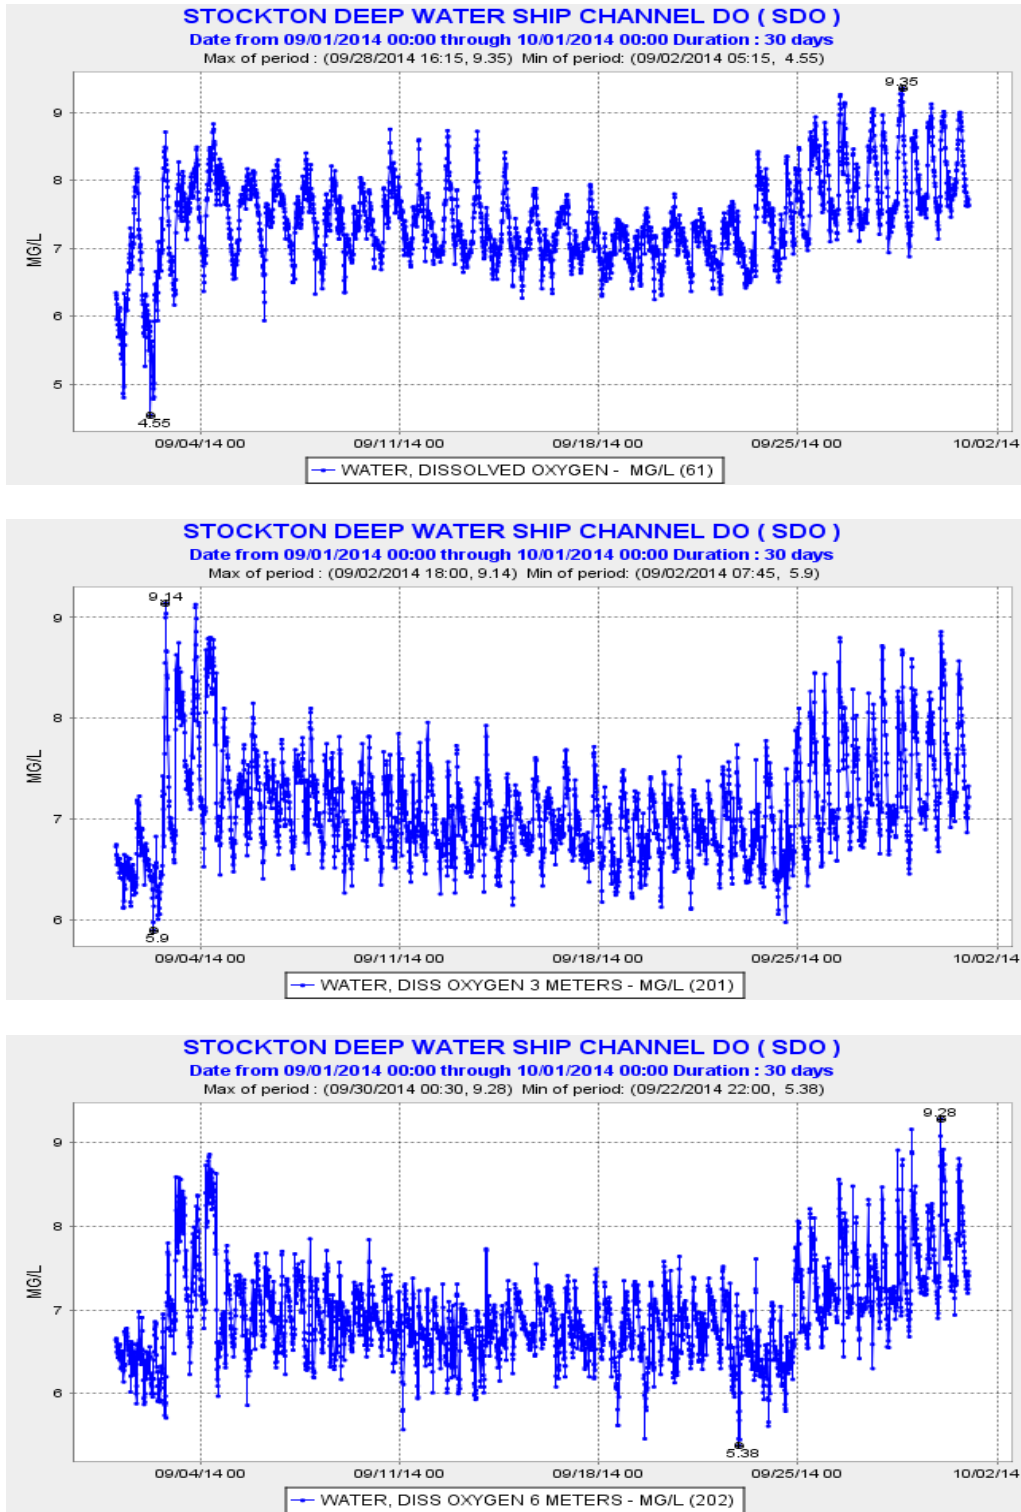 STOCKTON DEEP WATER SHIP CHANNEL DO ( SDO )
Date from 09/01/2014 00:00 through 10/01/2014 00:00 Duration : 30 days
Max of period : (09/28/2014 16:15, 9.35) Min of period: (09/02/2014 05:15, 4.55)
9.35
9
8
7
6
5
MG/L
4.55
09/04/14 00
09/11/14 00
09/18/14 00
09/25/14 00
10/02/14
WATER, DISSOLVED OXYGEN - MG/L (61)
STOCKTON DEEP WATER SHIP CHANNEL DO ( SDO )
Date from 09/01/2014 00:00 through 10/01/2014 00:00 Duration : 30 days
Max of period : (09/02/2014 18:00, 9.14) Min of period: (09/02/2014 07:45, 5.9)
9.14
9
8
7
6
MG/L
5.9
09/04/14 00
09/11/14 00
09/18/14 00
09/25/14 00
10/02/14
WATER, DISS OXYGEN 3 METERS - MG/L (201)
STOCKTON DEEP WATER SHIP CHANNEL DO ( SDO )
Date from 09/01/2014 00:00 through 10/01/2014 00:00 Duration : 30 days
Max of period : (09/30/2014 00:30, 9.28) Min of period: (09/22/2014 22:00, 5.38)
9.28
9
8
7
6
MG/L
5.38
09/04/14 00
09/11/14 00
09/18/14 00
09/25/14 00
10/02/14
WATER, DISS OXYGEN 6 METERS - MG/L (202)